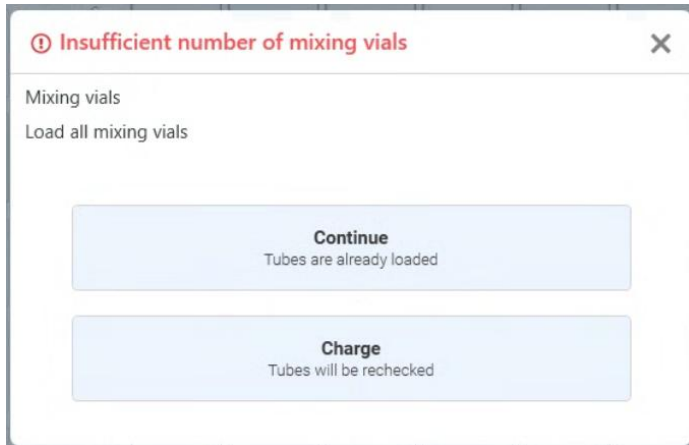 Insufficient number of mixing vials
Mixing vials
Load all mixing vials
Continue
Tubes are already loaded
Charge
Tubes will be rechecked